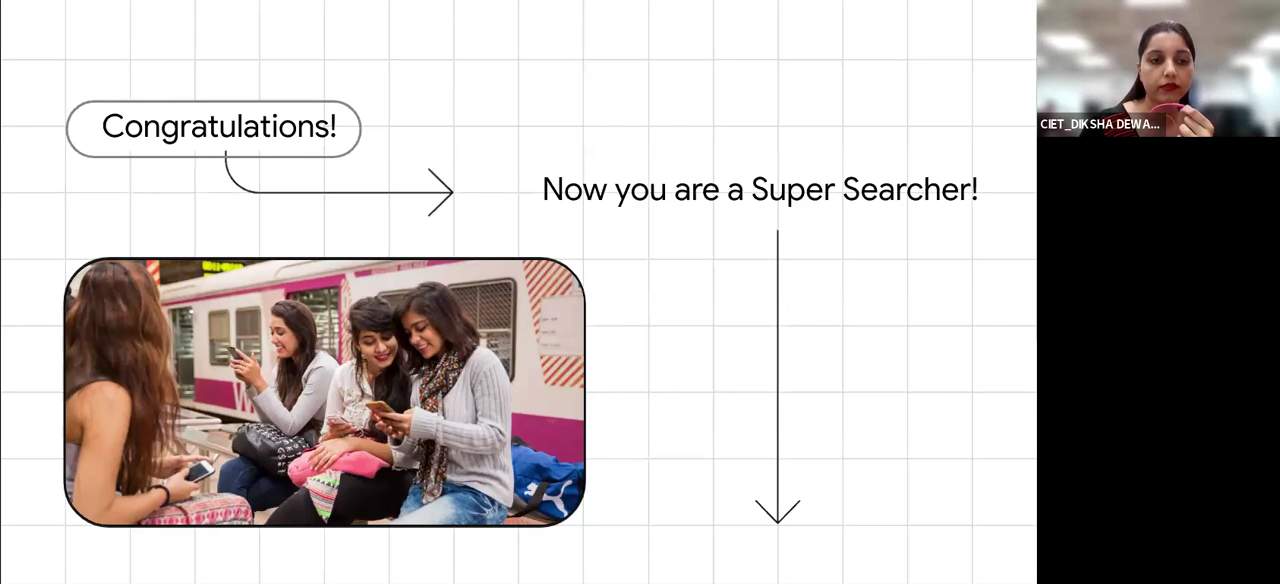 Congratulations!
Now you are a Super Searcher!
CIET_DIKSHA DEWA...